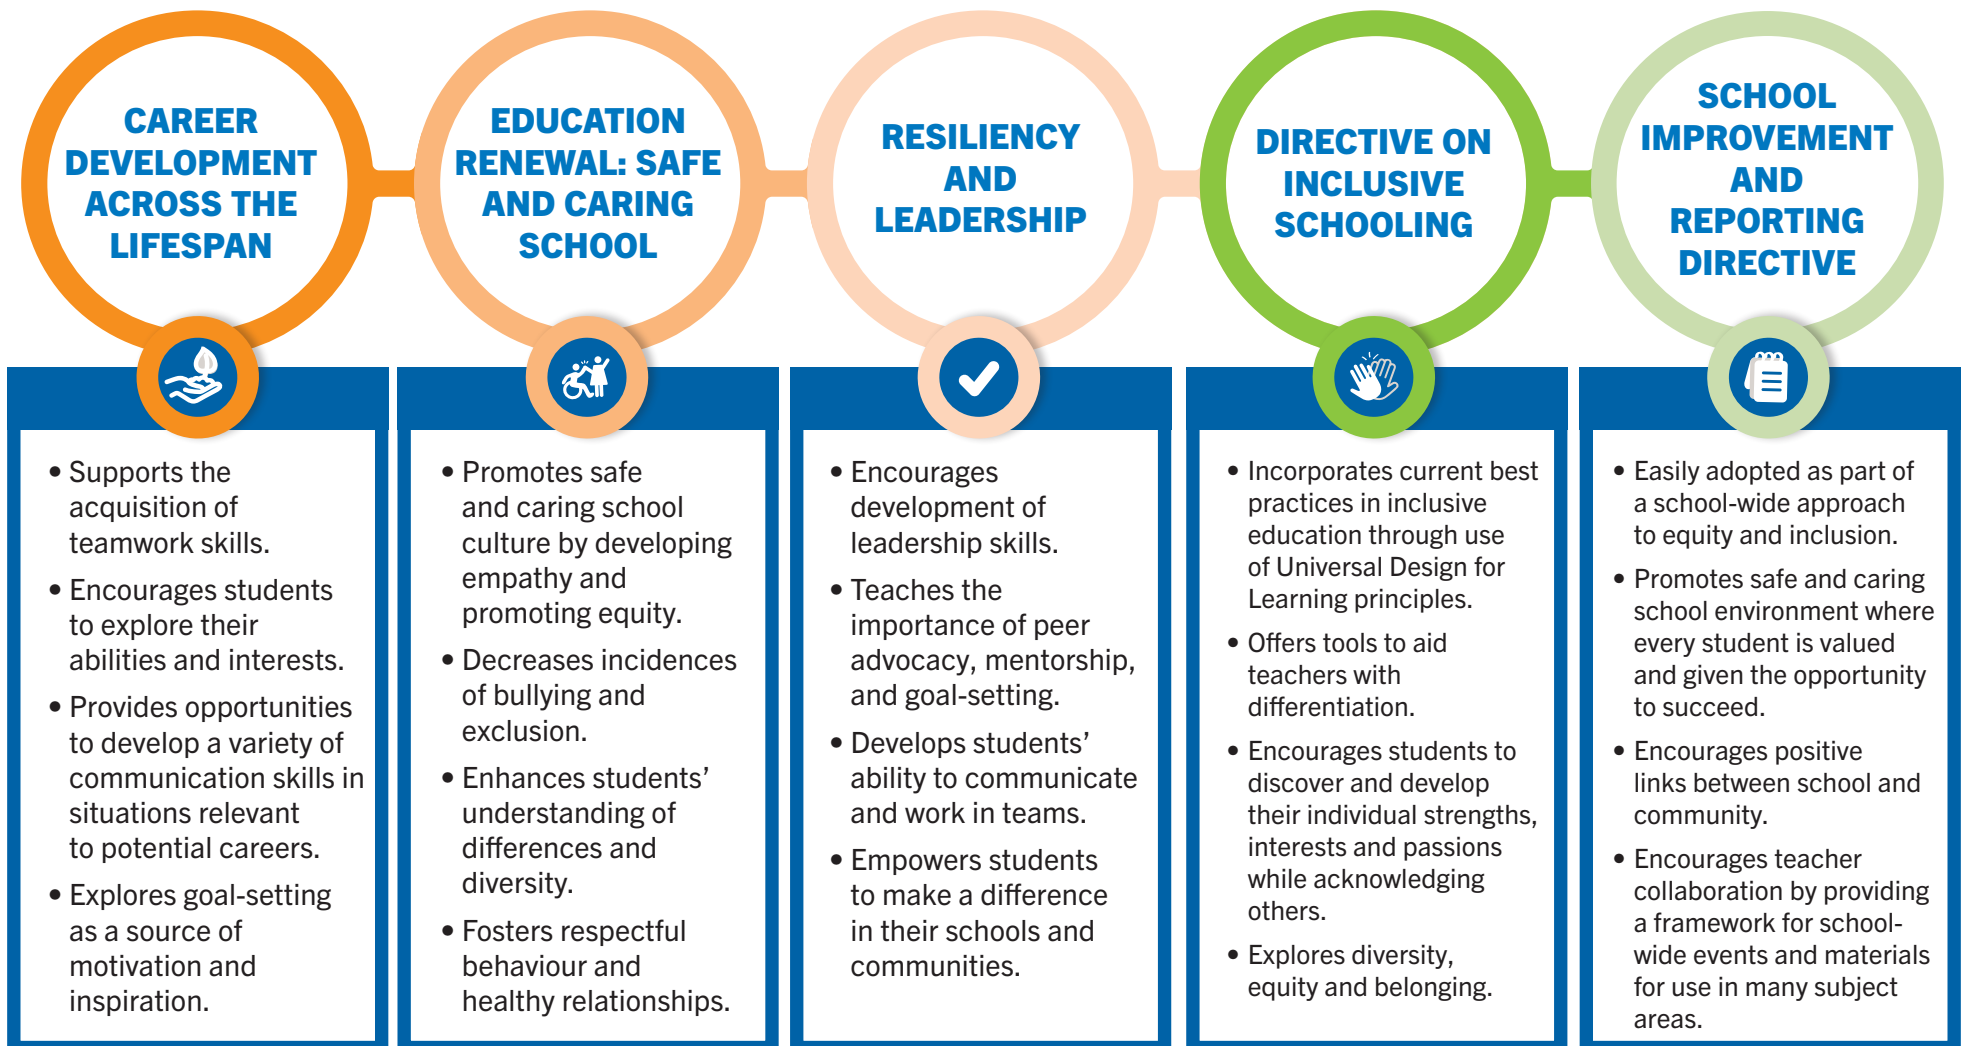 CAREER
DEVELOPMENT
ACROSS THE
LIFESPAN
• Supports the
acquisition of
teamwork skills.
• Encourages students
to explore their
abilities and interests.
• Provides opportunities
to develop a variety of
communication skills in
situations relevant
to potential careers.
• Explores goal-setting
as a source of
motivation and
inspiration.
EDUCATION
RENEWAL: SAFE
AND CARING
SCHOOL
• Promotes safe
and caring school
culture by developing
empathy and
promoting equity.
• Decreases incidences
of bullying and
exclusion.
• Enhances students’
understanding of
differences and
diversity.
• Fosters respectful
behaviour and
healthy relationships.
RESILIENCY
AND
LEADERSHIP
• Encourages
development of
leadership skills.
• Teaches the
importance of peer
advocacy, mentorship,
and goal-setting.
• Develops students’
ability to communicate
and work in teams.
• Empowers students
to make a difference
in their schools and
communities.
DIRECTIVE ON
INCLUSIVE
SCHOOLING
• Incorporates current best
practices in inclusive
education through use
of Universal Design for
Learning principles.
• Offers tools to aid
teachers with
differentiation.
• Encourages students to
discover and develop
their individual strengths,
interests and passions
while acknowledging
others.
• Explores diversity,
equity and belonging.
SCHOOL
IMPROVEMENT
AND
REPORTING
DIRECTIVE
• Easily adopted as part of
a school-wide approach
to equity and inclusion.
• Promotes safe and caring
school environment where
every student is valued
and given the opportunity
to succeed.
• Encourages positive
links between school and
community.
• Encourages teacher
collaboration by providing
a framework for school-
wide events and materials
for use in many subject
areas.